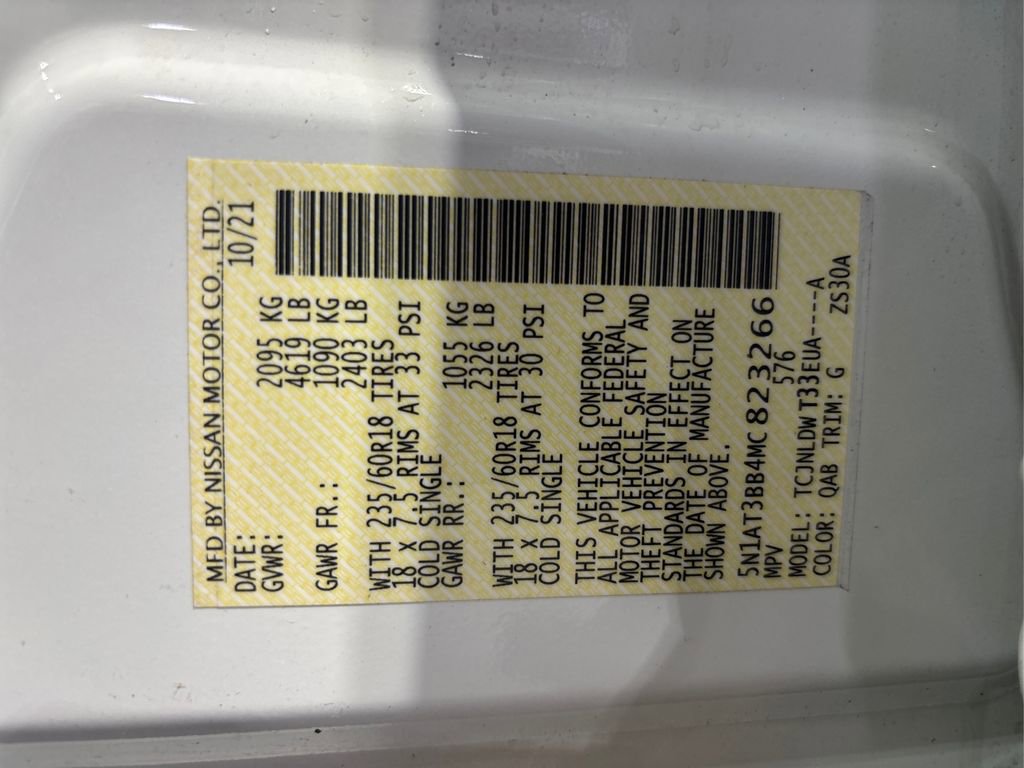 MFD BY NISSAN MOTOR CO., LTD.
DATE: 10/21
GVWR: 2095 KG
4619 LB
GAWR FR.: 1090 KG
2403 LB
WITH 235/60R18 TIRES
18 X 7.5 RIMS AT 33 PSI
COLD SINGLE
GAWR RR.: 1055 KG
2326 LB
WITH 235/60R18 TIRES
18 X 7.5 RIMS AT 30 PSI
COLD SINGLE
THIS VEHICLE CONFORMS TO
ALL APPLICABLE FEDERAL
MOTOR VEHICLE SAFETY AND
THEFT PREVENTION
STANDARDS IN EFFECT ON
THE DATE OF MANUFACTURE
SHOWN ABOVE.
5N1AT3BB4MC823266
MPV 576
MODEL: TCJNLDWT33EUA----A
COLOR: QAB TRIM: G ZS30A